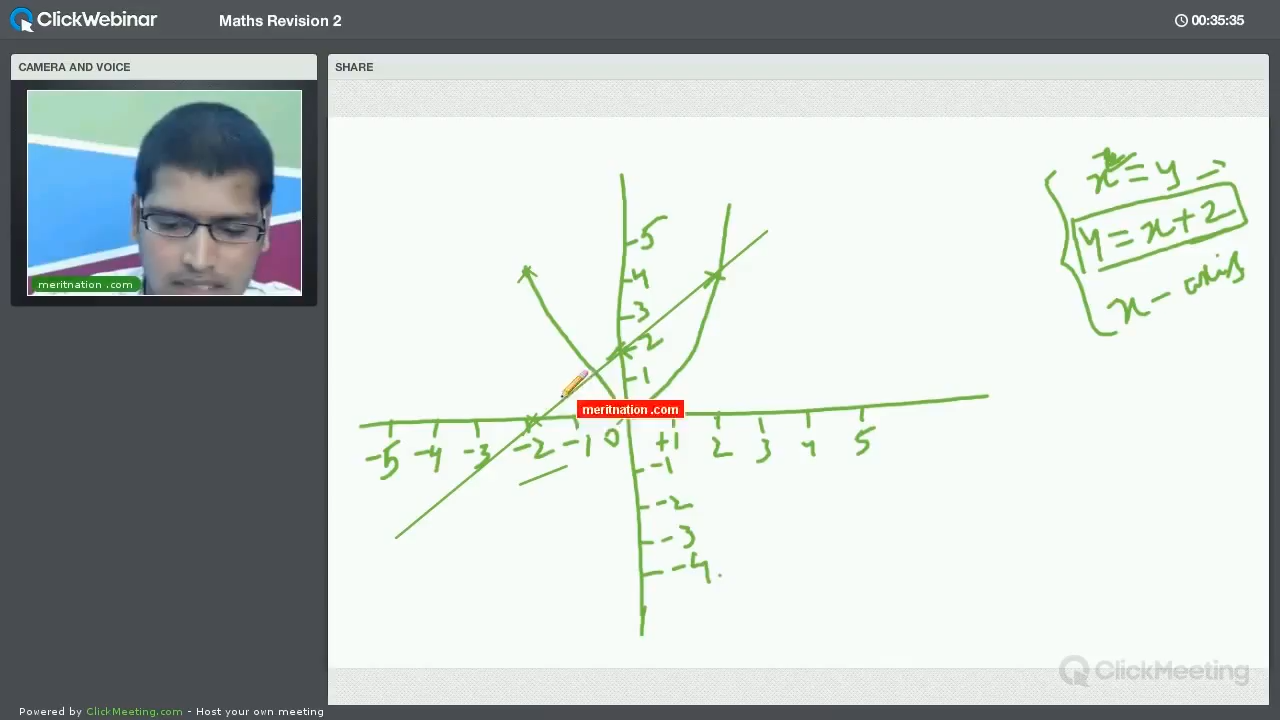 ClickWebinar
Maths Revision 2
00:35:35
CAMERA AND VOICE
SHARE
meritnation .com
x² = y
y = x + 2
x - axis
5
4
3
2
1
meritnation .com
-5 -4 -3 -2 -1 0 +1 2 3 4 5
-1
-2
-3
-4
ClickMeeting
Powered by ClickMeeting.com - Host your own meeting